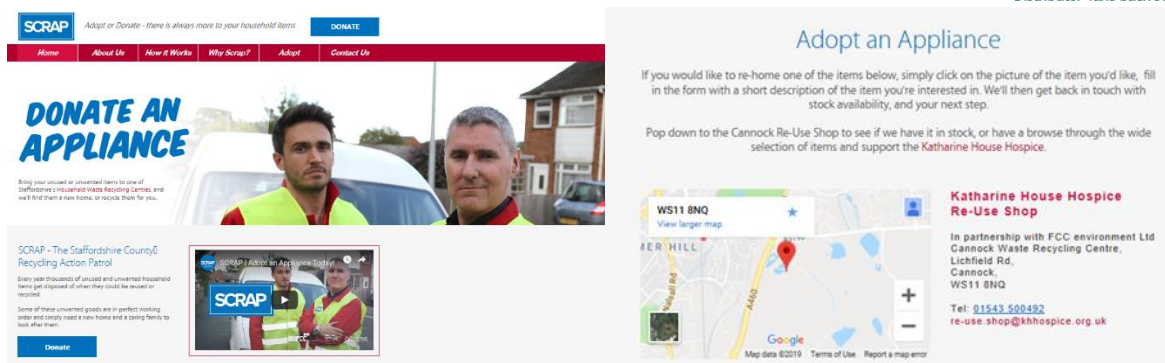 SCRAP
Adopt or Donate - there is always more to your household items
DONATE
Home About Us How it Works Why Scrap? Adopt Contact Us
DONATE AN
APPLIANCE
Bring your unused or unwanted items to one of
Staffordshire's Household Waste Recycling Centres, and
we'll find them a new home, or recycle them for you.
SCRAP - The Staffordshire County
Recycling Action Patrol
Every year thousands of unused and unwanted household
items get disposed of when they could be reused or
recycled.
Some of these unwanted goods are in perfect working
order and simply need a new home and a caring family to
look after them.
Donate
SCRAP | Adopt an Appliance Today!
SCRAP
Adopt an Appliance
If you would like to re-home one of the items below, simply click on the picture of the item you'd like, fill
in the form with a short description of the item you're interested in. We'll then get back in touch with
stock availability, and your next step.
Pop down to the Cannock Re-Use Shop to see if we have it in stock, or have a browse through the wide
selection of items and support the Katharine House Hospice.
WS11 8NQ
View larger map
MER HILL
Walsall Rd
A460
Google
Map data ©2019 Terms of Use Report a map error
Katharine House Hospice
Re-Use Shop
In partnership with FCC environment Ltd
Cannock Waste Recycling Centre,
Lichfield Rd,
Cannock,
WS11 8NQ
Tel: 01543 500492
re-use.shop@khhospice.org.uk